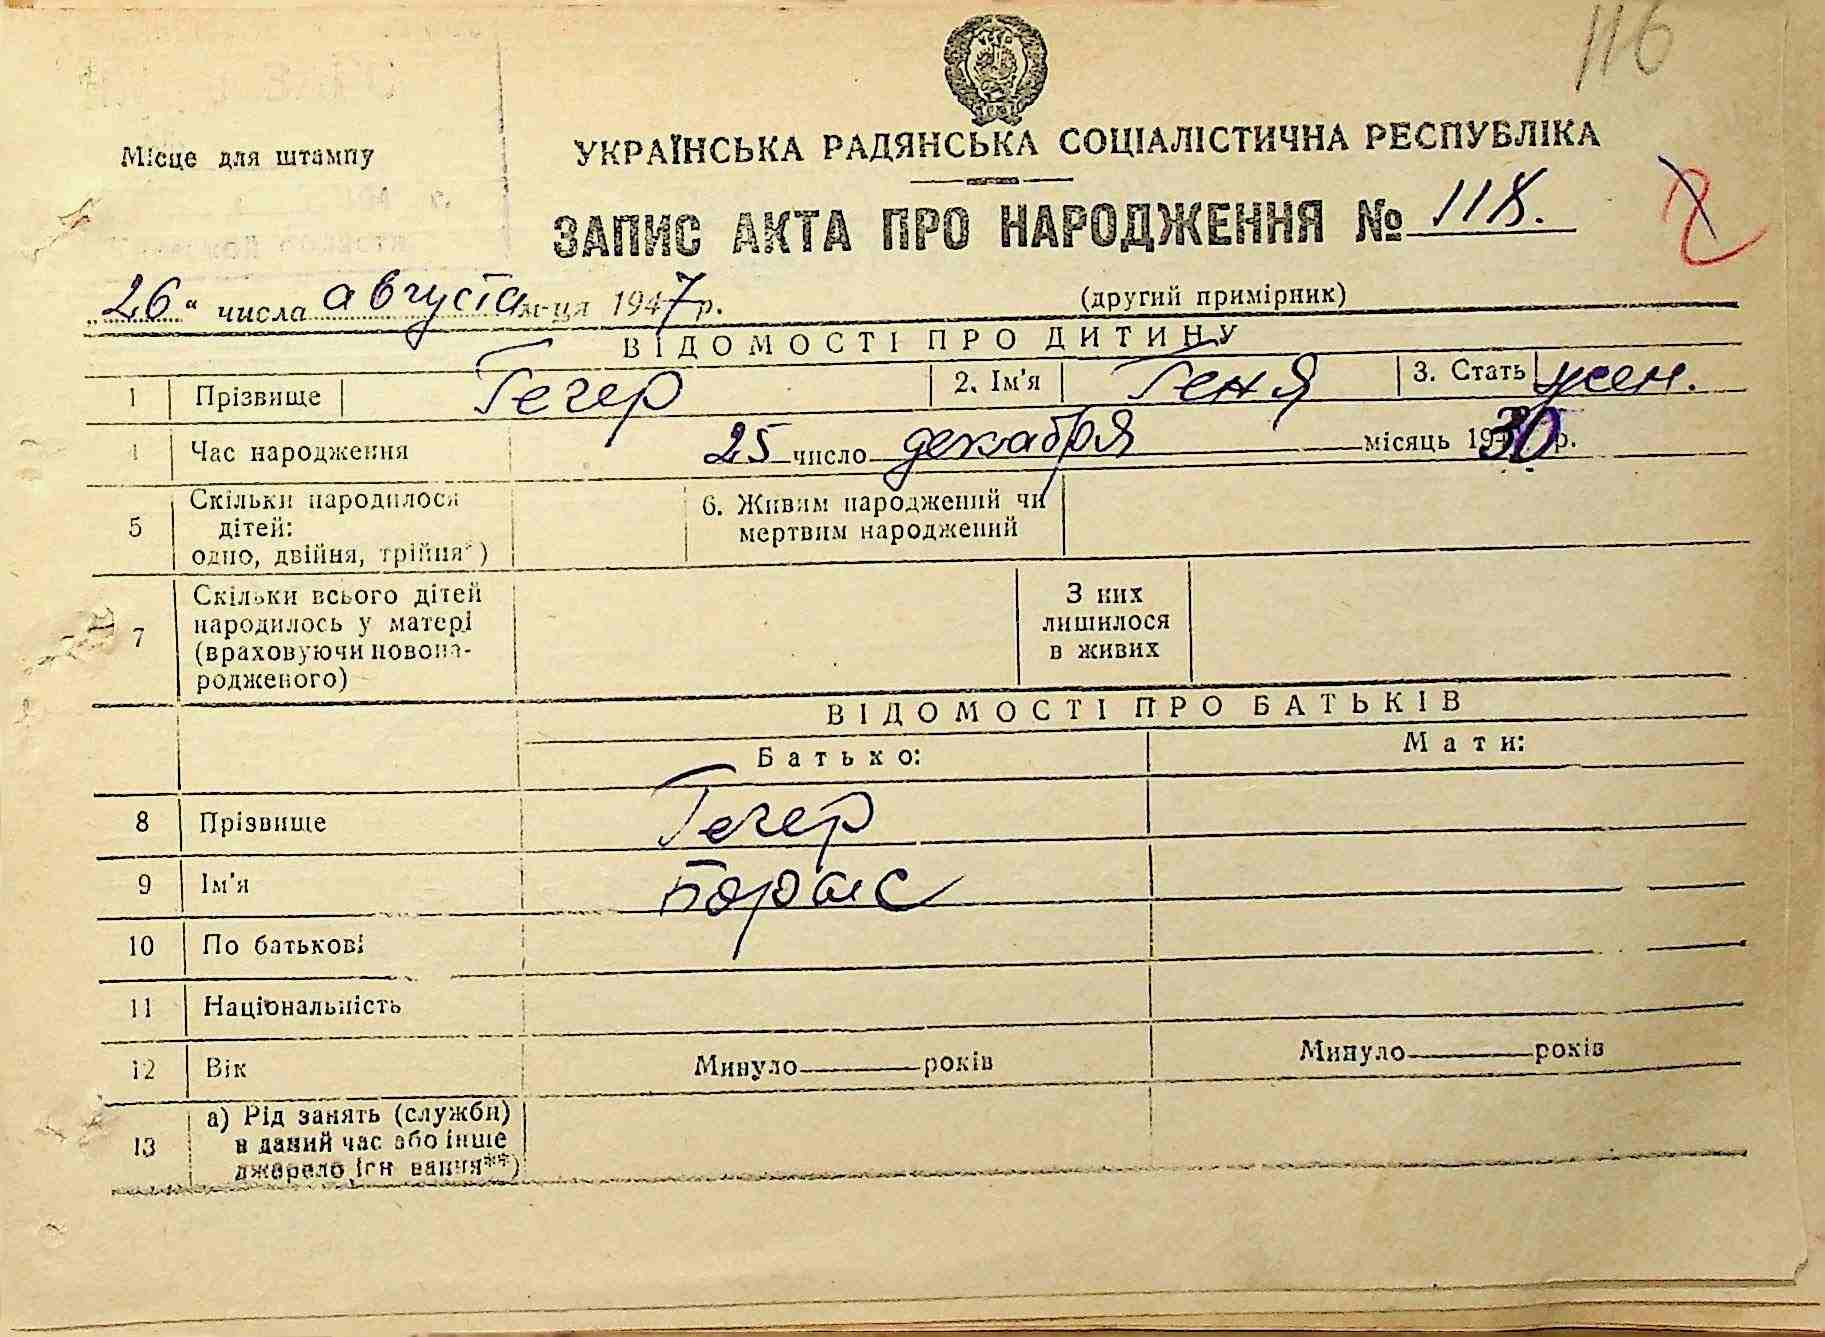 116
Місце для штампу
УКРАЇНСЬКА РАДЯНСЬКА СОЦІАЛІСТИЧНА РЕСПУБЛІКА
ЗАПИС АКТА ПРО НАРОДЖЕННЯ №
„26“ числа августа м-ця 1947 р.
(другий примірник)
ВІДОМОСТІ ПРО ДИТИНУ
1 Прізвище Гегер 2. Ім'я Геня 3. Стать жен.
Час народження 25 число декабря місяць 1930 р.
5 Скільки народилося
дітей:
одно, двійня, трійня*)
6. Живим народжений чи
мертвим народжений
7 Скільки всього дітей
народилось у матері
(враховуючи новона-
родженого)
З них
лишилося
в живих
ВІДОМОСТІ ПРО БАТЬКІВ
Батько: Мати:
8 Прізвище Гегер
9 Ім'я Борис
10 По батькові
11 Національність
12 Вік Минуло року років Минуло років
13 а) Рід занять (служби)
в даний час або інше
джерело існування**)